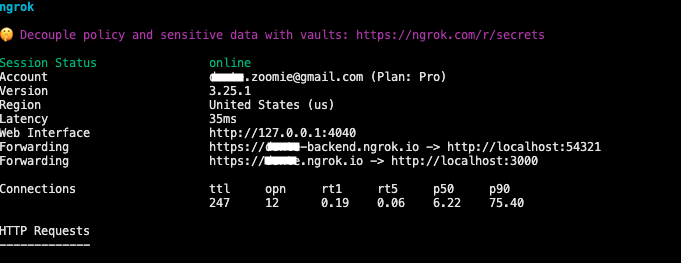 ngrok
🤫 Decouple policy and sensitive data with vaults: https://ngrok.com/r/secrets
Session Status online
Account .zoomie@gmail.com (Plan: Pro)
Version 3.25.1
Region United States (us)
Latency 35ms
Web Interface http://127.0.0.1:4040
Forwarding https://-backend.ngrok.io -> http://localhost:54321
Forwarding https://.ngrok.io -> http://localhost:3000
Connections ttl opn rt1 rt5 p50 p90
247 12 0.19 0.06 6.22 75.40
HTTP Requests
-------------